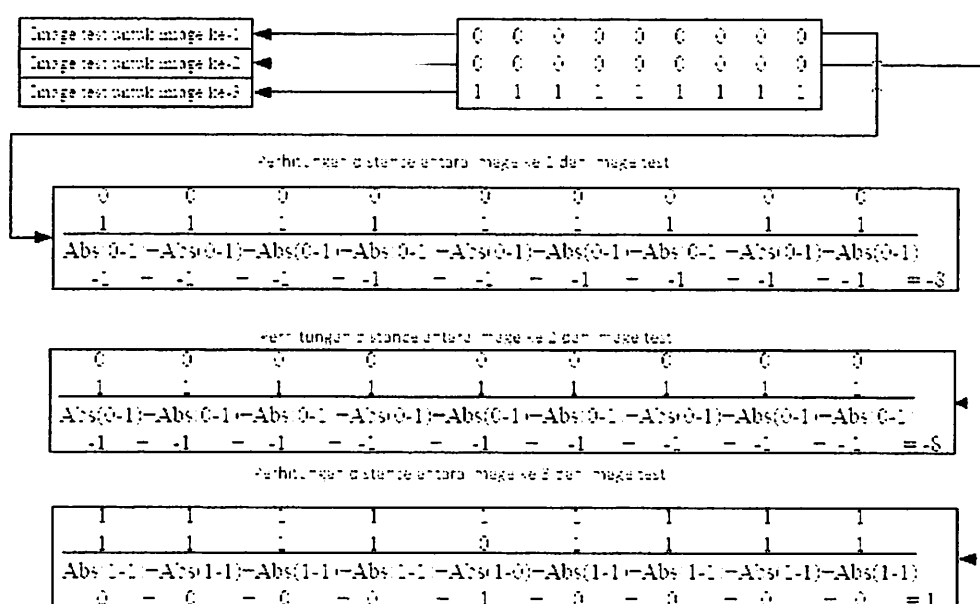 Image test untuk image ke-1
Image test untuk image ke-2
Image test untuk image ke-3
0 0 0 0 0 0 0 0 0
0 0 0 0 0 0 0 0 0
1 1 1 1 1 1 1 1 1
Perhitungan distance antara image ke 1 dan image test
0 0 0 0 0 0 0 0 0
1 1 1 1 1 1 1 1 1
Abs(0-1)-Abs(0-1)-Abs(0-1)-Abs(0-1)-Abs(0-1)-Abs(0-1)-Abs(0-1)-Abs(0-1)-Abs(0-1)
-1 - -1 - -1 - -1 - -1 - -1 - -1 - -1 - -1 = -8
Perhitungan distance antara image ke 2 dan image test
0 0 0 0 0 0 0 0 0
1 1 1 1 1 1 1 1 1
Abs(0-1)-Abs(0-1)-Abs(0-1)-Abs(0-1)-Abs(0-1)-Abs(0-1)-Abs(0-1)-Abs(0-1)-Abs(0-1)
-1 - -1 - -1 - -1 - -1 - -1 - -1 - -1 - -1 = -8
Perhitungan distance antara image ke 3 dan image test
1 1 1 1 1 1 1 1 1
1 1 1 1 0 1 1 1 1
Abs(1-1)-Abs(1-1)-Abs(1-1)-Abs(1-1)-Abs(1-0)-Abs(1-1)-Abs(1-1)-Abs(1-1)-Abs(1-1)
0 - 0 - 0 - 0 - 1 - 0 - 0 - 0 - 0 = 1